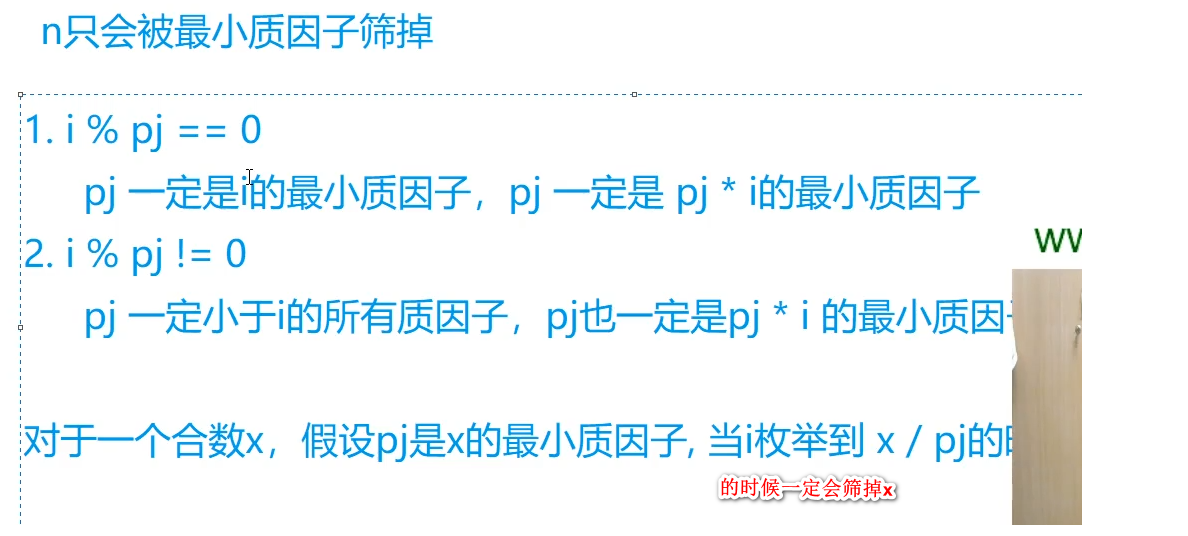 n只会被最小质因子筛掉
1. i % pj == 0
pj 一定是i的最小质因子，pj 一定是 pj * i的最小质因子
2. i % pj != 0
pj 一定小于i的所有质因子，pj也一定是pj * i 的最小质因
对于一个合数x，假设pj是x的最小质因子, 当i枚举到 x / pj的
的时候一定会筛掉x